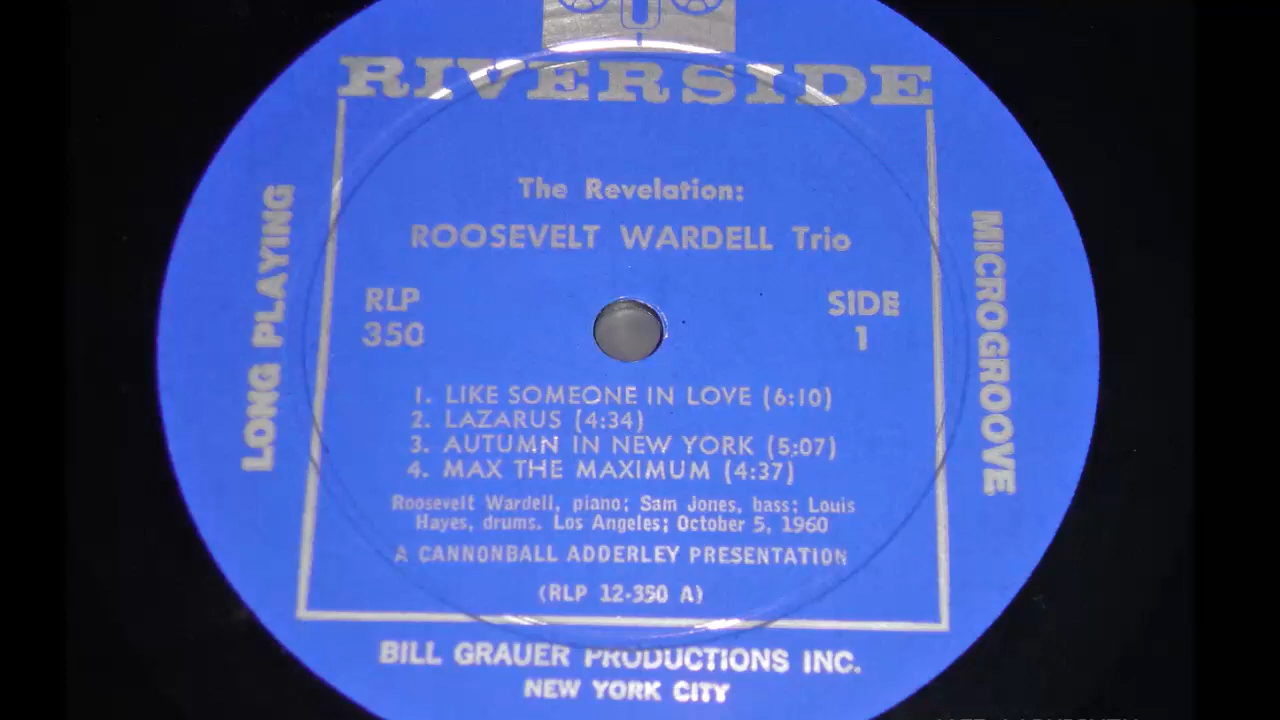 RIVERSIDE
The Revelation:
ROOSEVELT WARDELL Trio
RLP
350
SIDE
1
LONG PLAYING
MICROGROOVE
1. LIKE SOMEONE IN LOVE (6:10)
2. LAZARUS (4:34)
3. AUTUMN IN NEW YORK (5:07)
4. MAX THE MAXIMUM (4:37)
Roosevelt Wardell, piano; Sam Jones, bass; Louis
Hayes, drums. Los Angeles; October 5, 1960
A CANNONBALL ADDERLEY PRESENTATION
(RLP 12-350 A)
BILL GRAUER PRODUCTIONS INC.
NEW YORK CITY